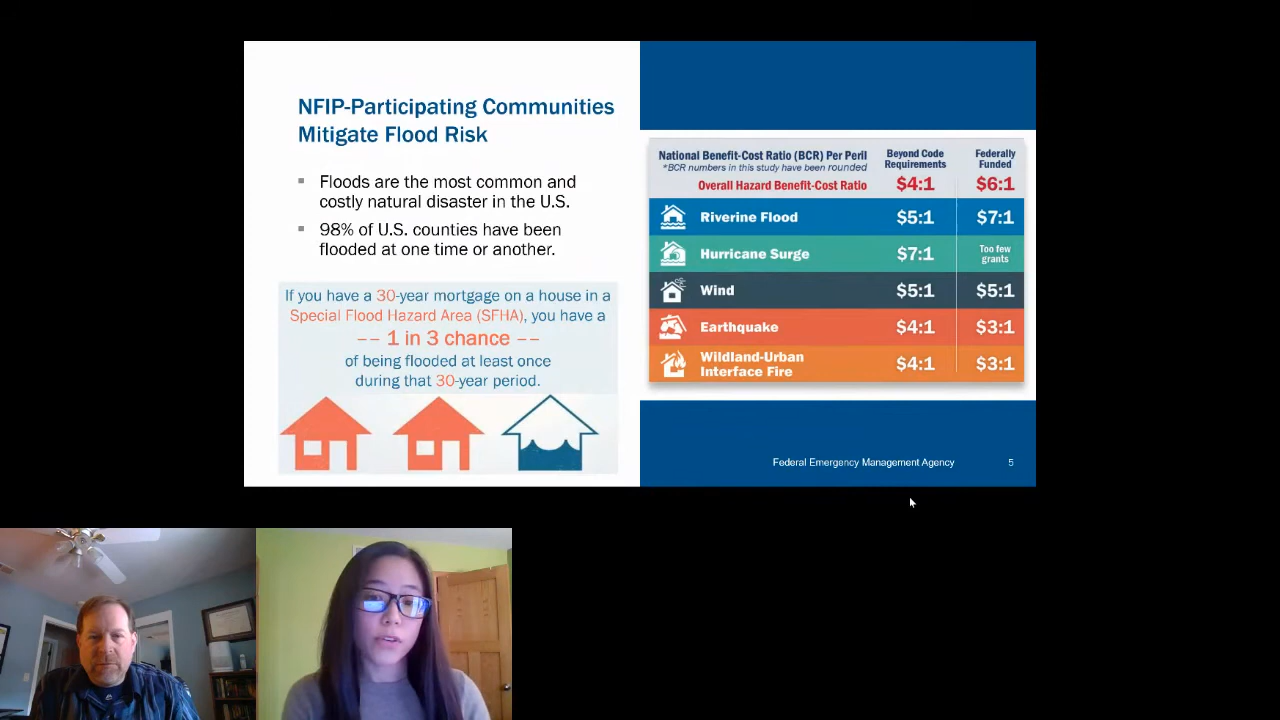 NFIP-Participating Communities
Mitigate Flood Risk
Floods are the most common and
costly natural disaster in the U.S.
98% of U.S. counties have been
flooded at one time or another.
If you have a 30-year mortgage on a house in a
Special Flood Hazard Area (SFHA), you have a
–– 1 in 3 chance ––
of being flooded at least once
during that 30-year period.
National Benefit-Cost Ratio (BCR) Per Peril
*BCR numbers in this study have been rounded
Beyond Code
Requirements
Federally
Funded
Overall Hazard Benefit-Cost Ratio $4:1 $6:1
Riverine Flood $5:1 $7:1
Hurricane Surge $7:1 Too few
grants
Wind $5:1 $5:1
Earthquake $4:1 $3:1
Wildland-Urban
Interface Fire $4:1 $3:1
Federal Emergency Management Agency 5